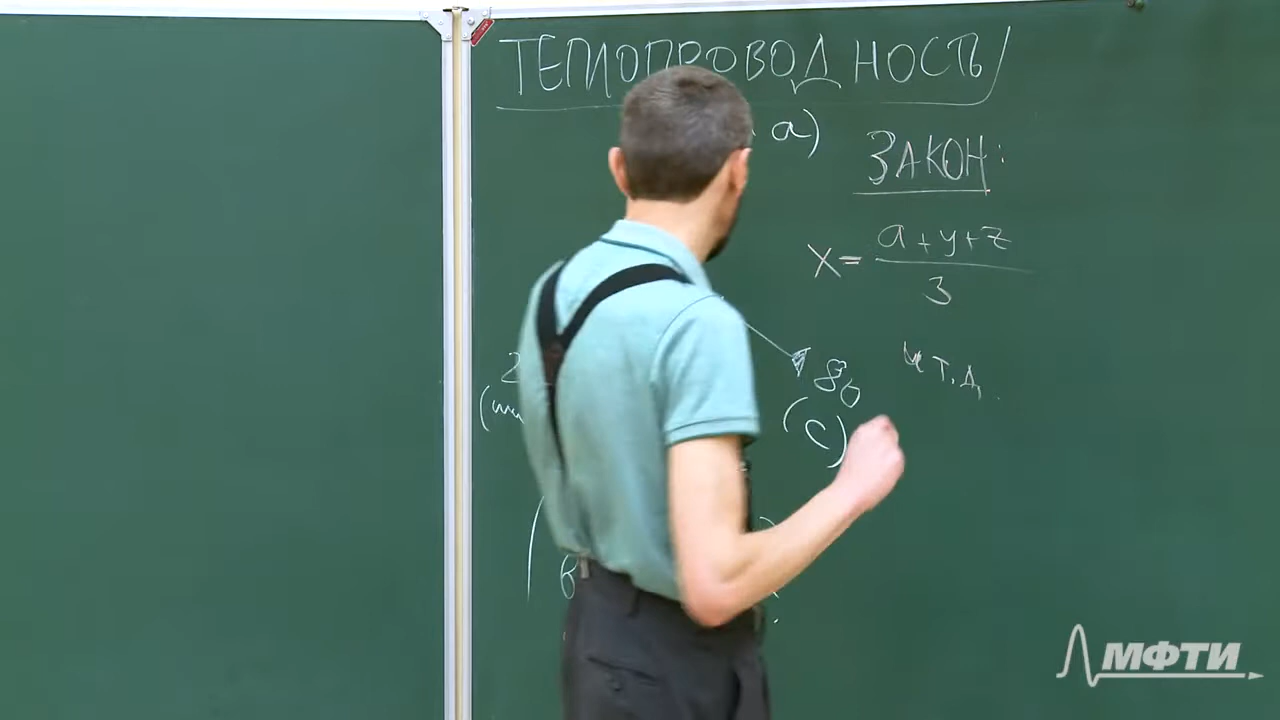 ТЕПЛОПРОВОДНОСТЬ
а)
ЗАКОН:
x = a + y + z
3
и т.д.
80
(c)
МФТИ